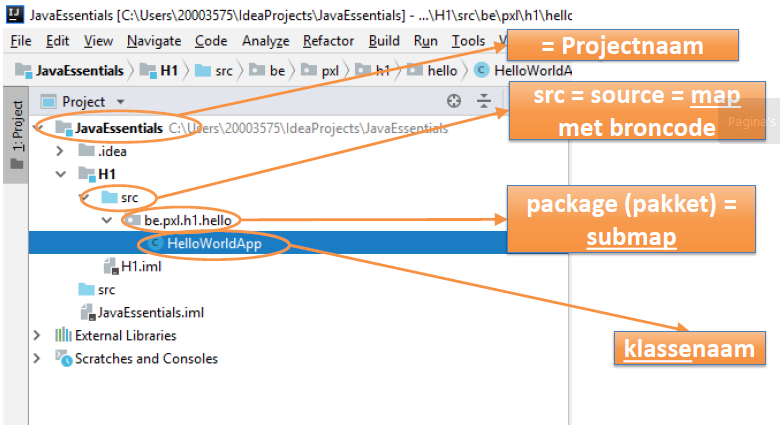 JavaEssentials [C:\Users\20003575\IdeaProjects\JavaEssentials] - ...\H1\src\be\pxl\h1\hello
File Edit View Navigate Code Analyze Refactor Build Run Tools V
= Projectnaam
JavaEssentials H1 src be pxl h1 hello HelloWorldA
1: Project
Project
src = source = map
met broncode
Pagina's
JavaEssentials C:\Users\20003575\IdeaProjects\JavaEssentials
.idea
H1
src
package (pakket) =
submap
be.pxl.h1.hello
HelloWorldApp
H1.iml
src
JavaEssentials.iml
External Libraries
klassenaam
Scratches and Consoles